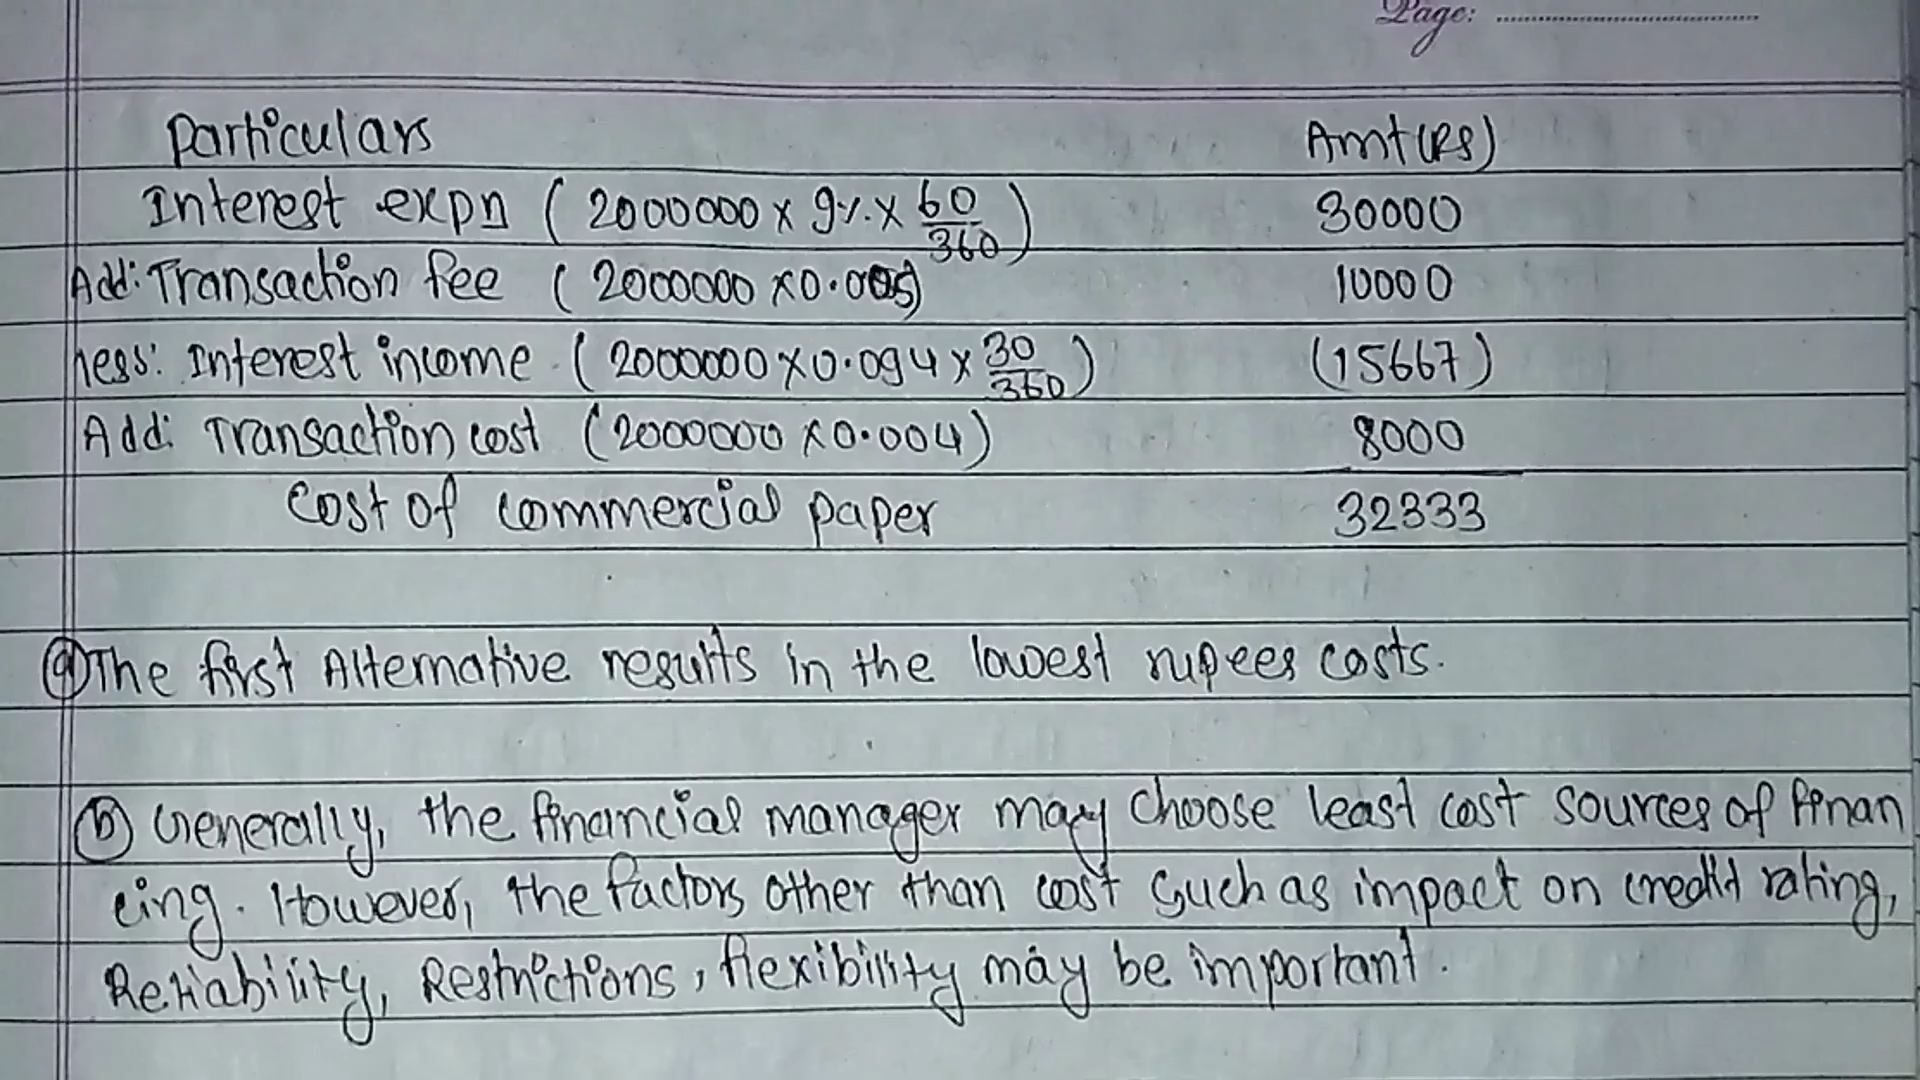 Page:
Particulars Amt (RS)
Interest expn ( 2000000 x 9%. x 60/360 ) 30000
Add: Transaction fee ( 2000000 x0.005) 10000
less: Interest income ( 2000000 x 0.094 x 30/360 ) (15667)
Add: Transaction cost ( 2000000 x0.004) 8000
Cost of commercial paper 32333
(a) The first Alternative results in the lowest rupees costs.
(b) Generally, the financial manager may choose least cost sources of finan
cing. However, the factors other than cost such as impact on credit rating,
Reliability, Restrictions, flexibility may be important.